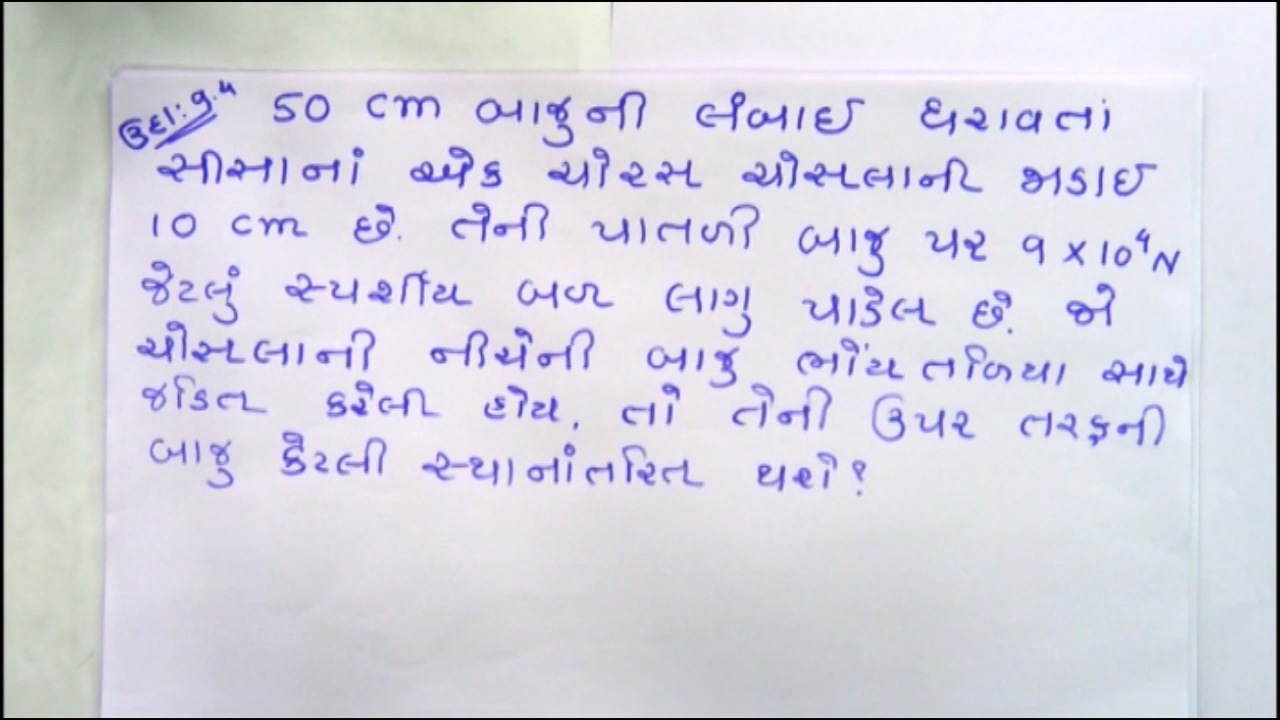 ઉદા: 9.4 50 cm બાજુની લંબાઈ ધરાવતાં
સીસાનાં એક ચોરસ ચોસલાની જાડાઈ
10 cm છે. તેની પાતળી બાજુ પર 9 x 10⁴ N
જેટલું સ્પર્શીય બળ લાગુ પાડેલ છે. જો
ચોસલાની નીચેની બાજુ ભોંયતળિયા સાથે
જડિત કરેલી હોય, તો તેની ઉપર તરફની
બાજુ કેટલી સ્થાનાંતરિત થશે?